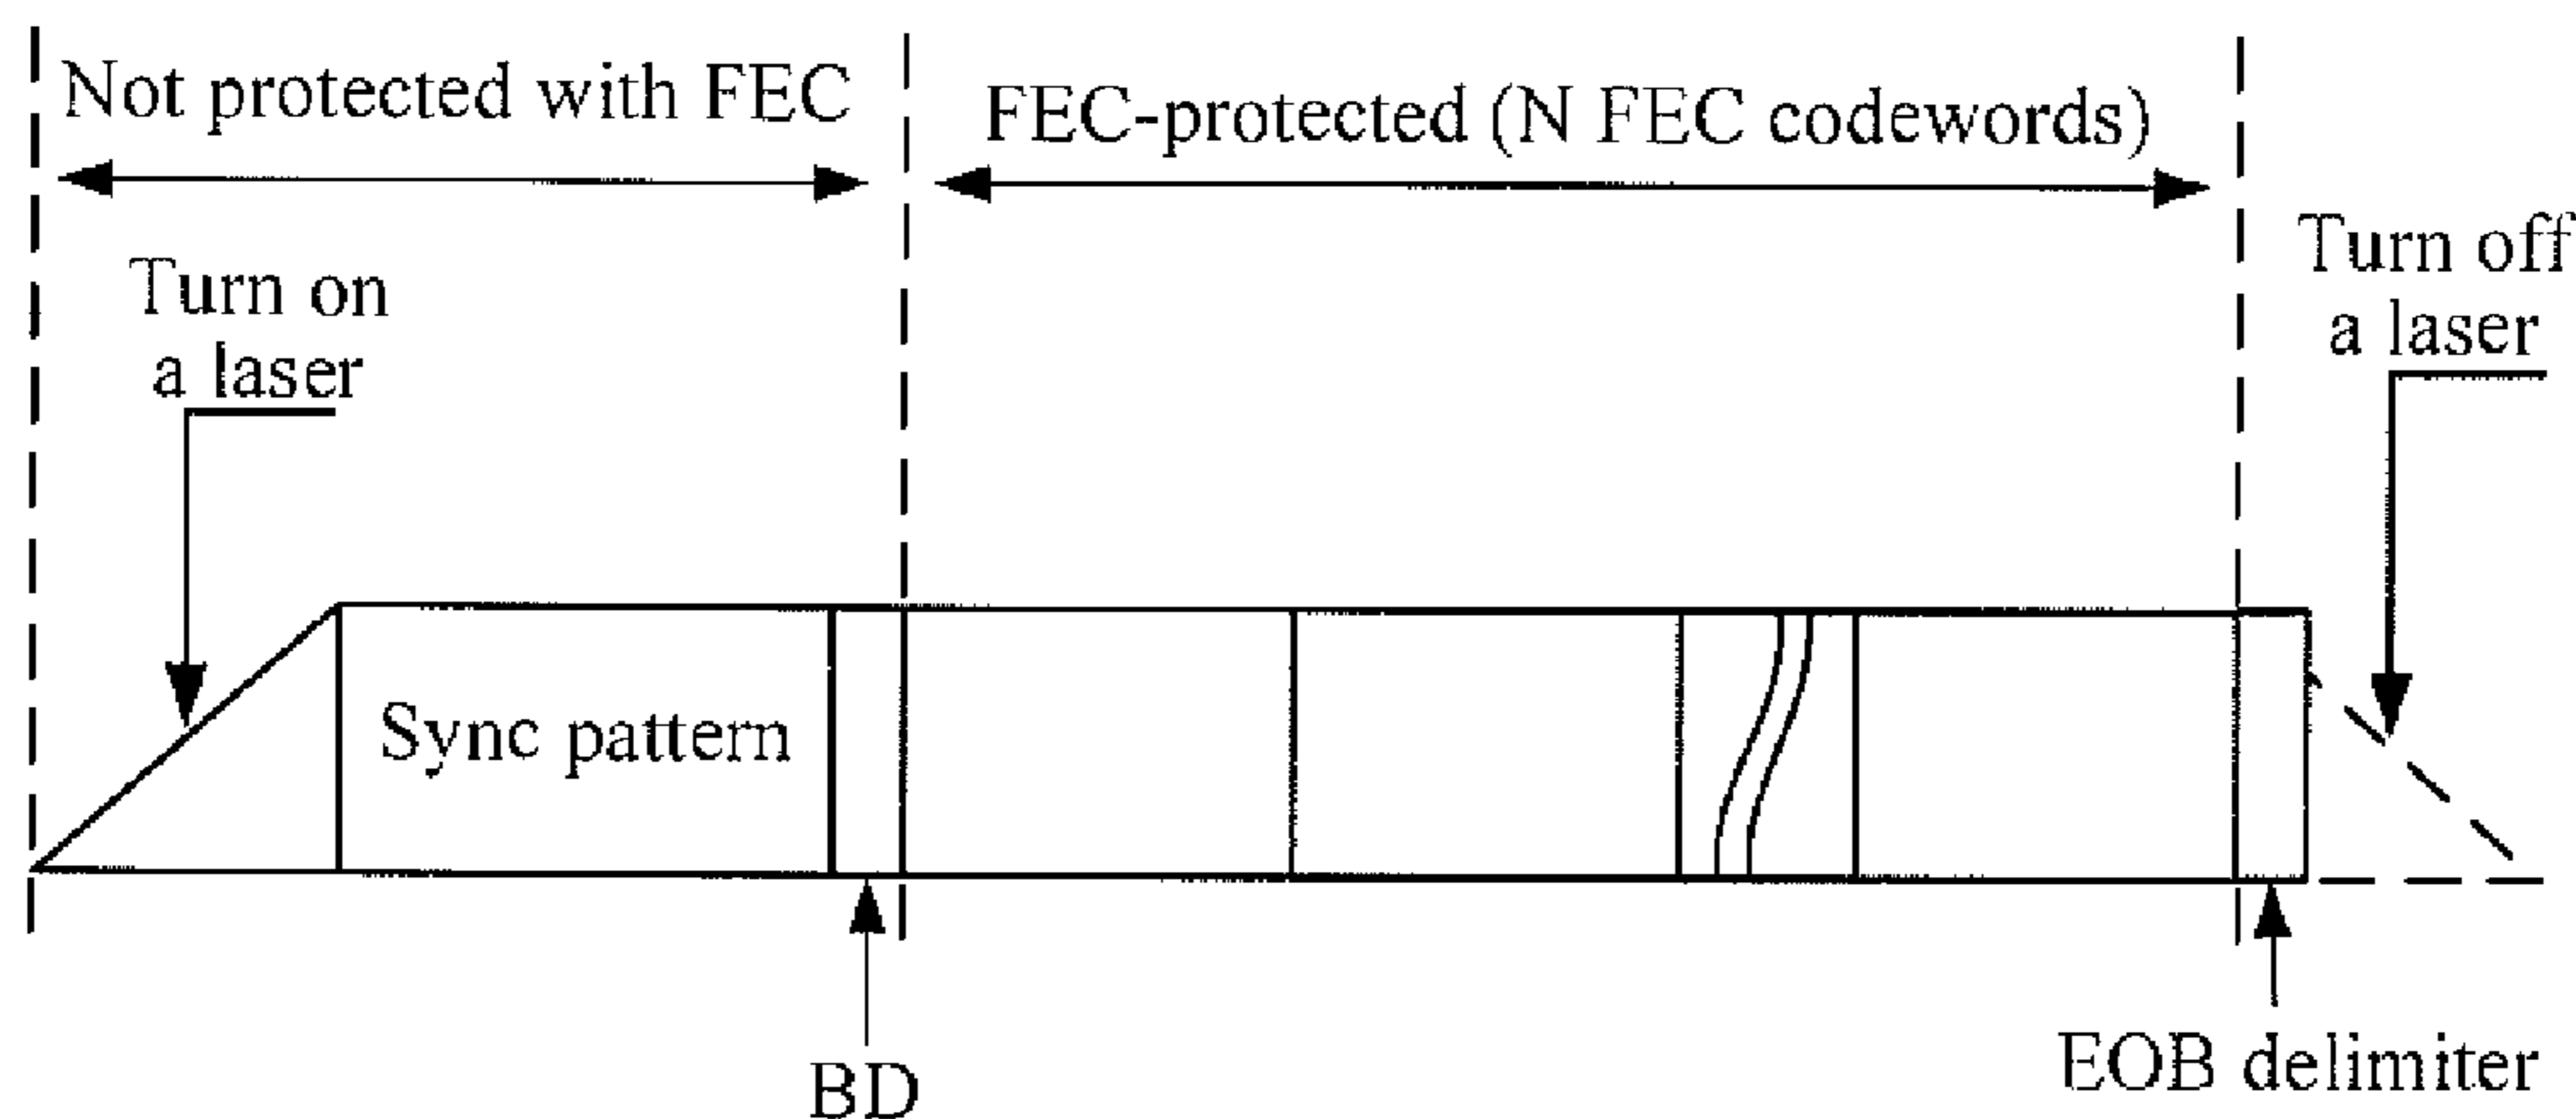 Not protected with FEC
FEC-protected (N FEC codewords)
Turn on
a laser
Turn off
a laser
Sync pattern
BD
EOB delimiter